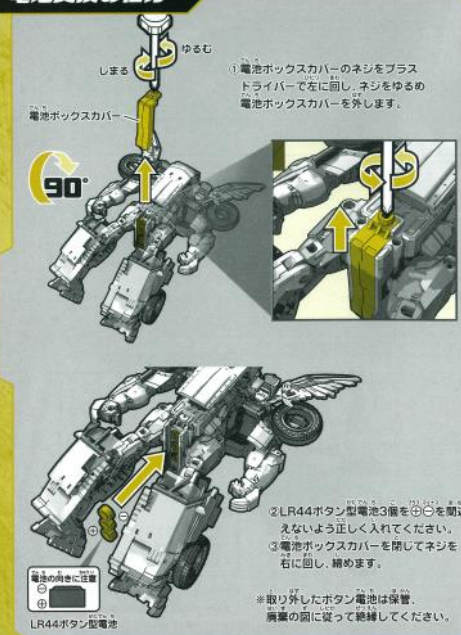 しまる
ゆるむ
電池ボックスカバー
90°
①電池ボックスカバーのネジをプラス
ドライバーで左に回し、ネジをゆるめ
電池ボックスカバーを外します。
②LR44ボタン型電池3個を⊕⊖を間違
えないよう正しく入れてください。
③電池ボックスカバーを閉じてネジを
右に回し、締めます。
⊕ ⊖
電池の向きに注意
⊖
⊕
LR44ボタン型電池
※取り外したボタン電池は保管、
廃棄の図に従って絶縁してください。